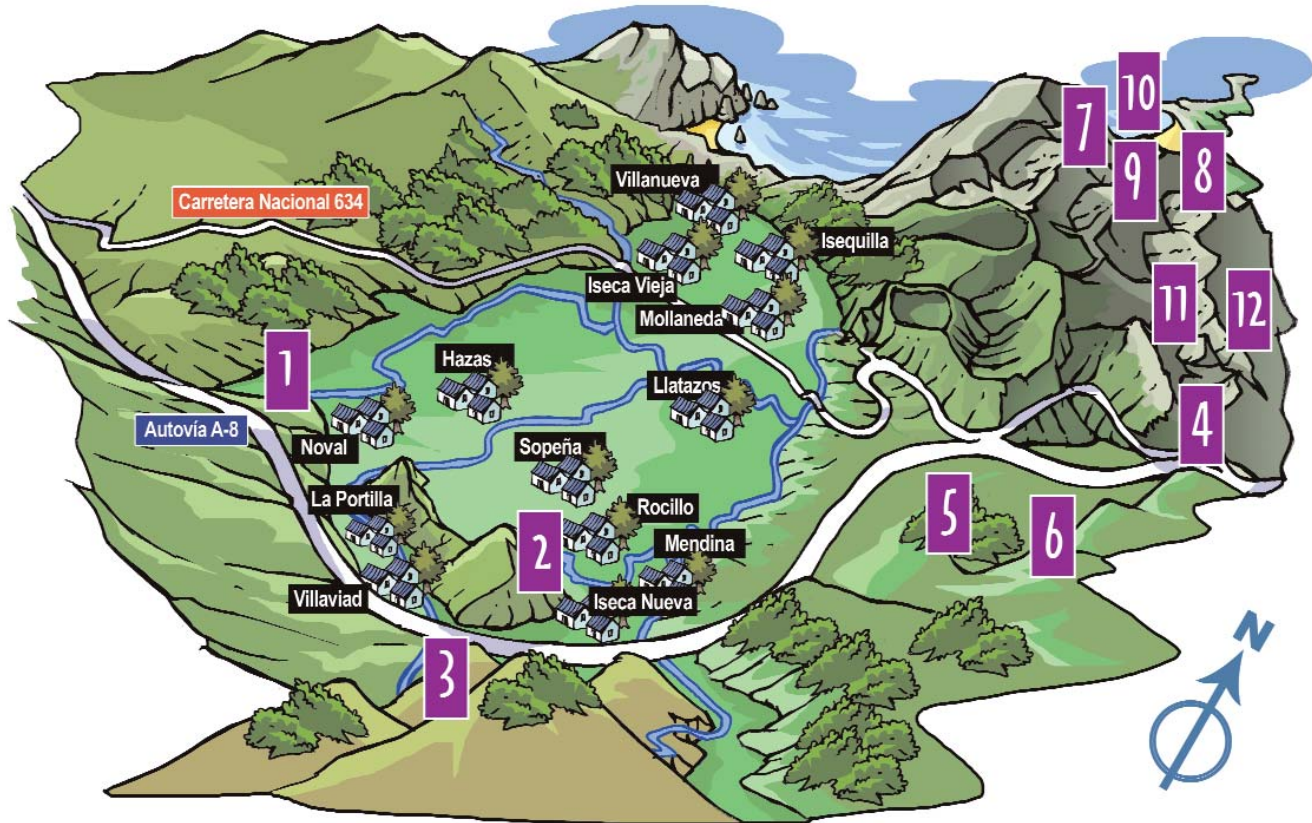 10
7
9
8
Villanueva
Carretera Nacional 634
Isequilla
Iseca Vieja
11
12
Mollaneda
1
Hazas
Llatazos
Autovía A-8
Noval
4
Sopeña
La Portilla
Rocillo
5
6
2
Mendina
Villaviad
Iseca Nueva
3
N